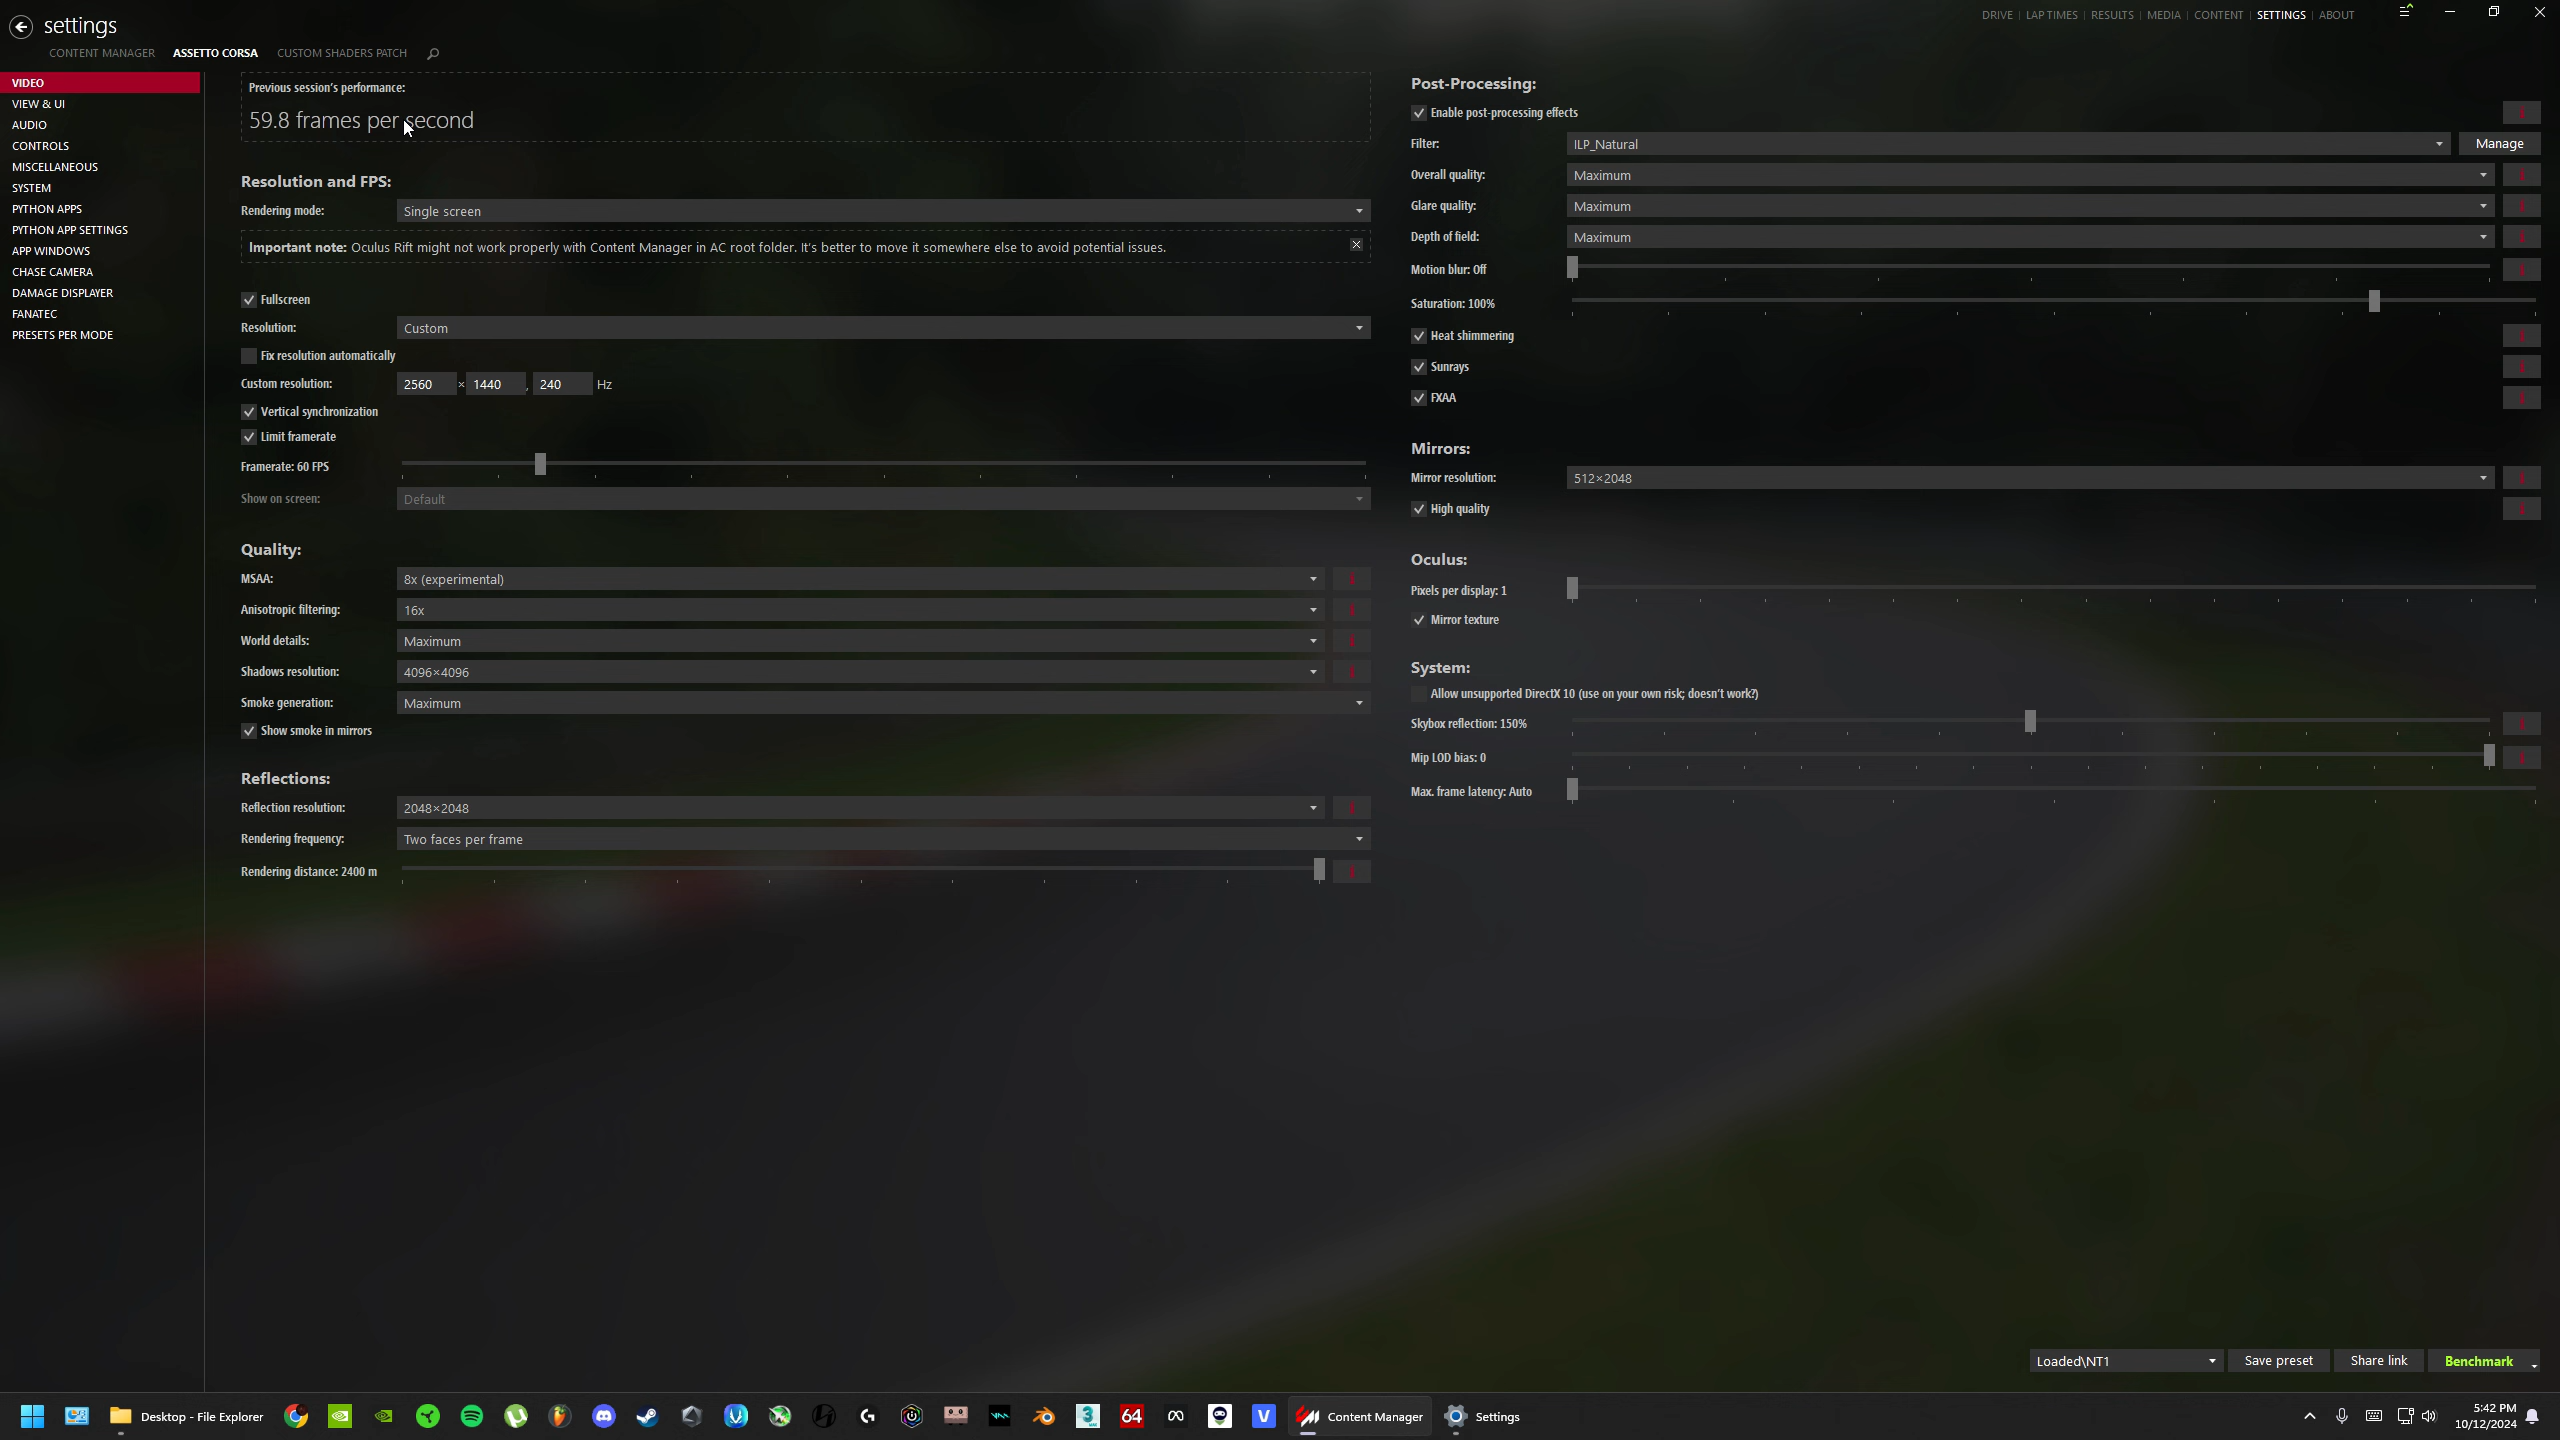 settings
DRIVE | LAP TIMES | RESULTS | MEDIA | CONTENT | SETTINGS | ABOUT
CONTENT MANAGER ASSETTO CORSA CUSTOM SHADERS PATCH
VIDEO
VIEW & UI
AUDIO
CONTROLS
MISCELLANEOUS
SYSTEM
PYTHON APPS
PYTHON APP SETTINGS
APP WINDOWS
CHASE CAMERA
DAMAGE DISPLAYER
FANATEC
PRESETS PER MODE
Previous session's performance:
59.8 frames per second
Resolution and FPS:
Rendering mode: Single screen
Important note: Oculus Rift might not work properly with Content Manager in AC root folder. It's better to move it somewhere else to avoid potential issues.
Fullscreen
Resolution: Custom
Fix resolution automatically
Custom resolution: 2560 × 1440 , 240 Hz
Vertical synchronization
Limit framerate
Framerate: 60 FPS
Show on screen: Default
Quality:
MSAA: 8x (experimental)
Anisotropic filtering: 16x
World details: Maximum
Shadows resolution: 4096×4096
Smoke generation: Maximum
Show smoke in mirrors
Reflections:
Reflection resolution: 2048×2048
Rendering frequency: Two faces per frame
Rendering distance: 2400 m
Post-Processing:
Enable post-processing effects
Filter: ILP_Natural Manage
Overall quality: Maximum
Glare quality: Maximum
Depth of field: Maximum
Motion blur: Off
Saturation: 100%
Heat shimmering
Sunrays
FXAA
Mirrors:
Mirror resolution: 512×2048
High quality
Oculus:
Pixels per display: 1
Mirror texture
System:
Allow unsupported DirectX 10 (use on your own risk; doesn't work?)
Skybox reflection: 150%
Mip LOD bias: 0
Max. frame latency: Auto
Loaded\NT1 Save preset Share link Benchmark
Desktop - File Explorer
64
Content Manager
Settings
5:42 PM
10/12/2024